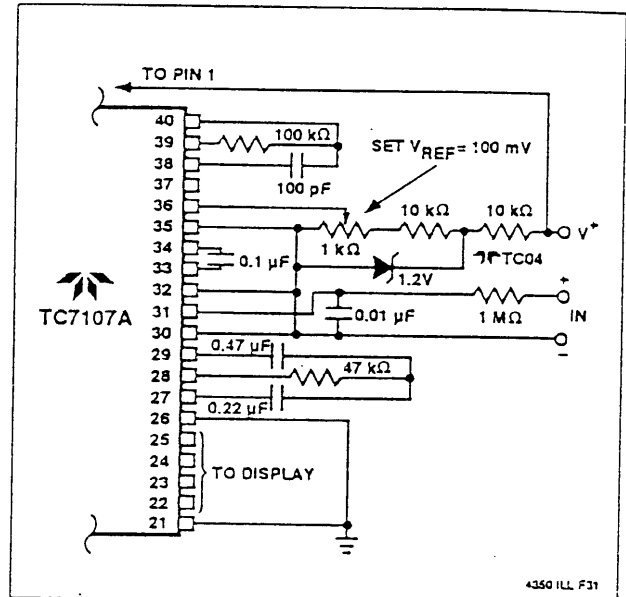 TO PIN 1
40
39
38
37
36
35
34
33
32
31
30
29
28
27
26
25
24
23
22
21
100 kΩ
100 pF
SET VREF = 100 mV
10 kΩ
10 kΩ
V+
1 kΩ
TC04
0.1 µF
1.2V
+
IN
–
0.01 µF
1 MΩ
TC7107A
0.47 µF
47 kΩ
0.22 µF
TO DISPLAY
4350 ILL F31